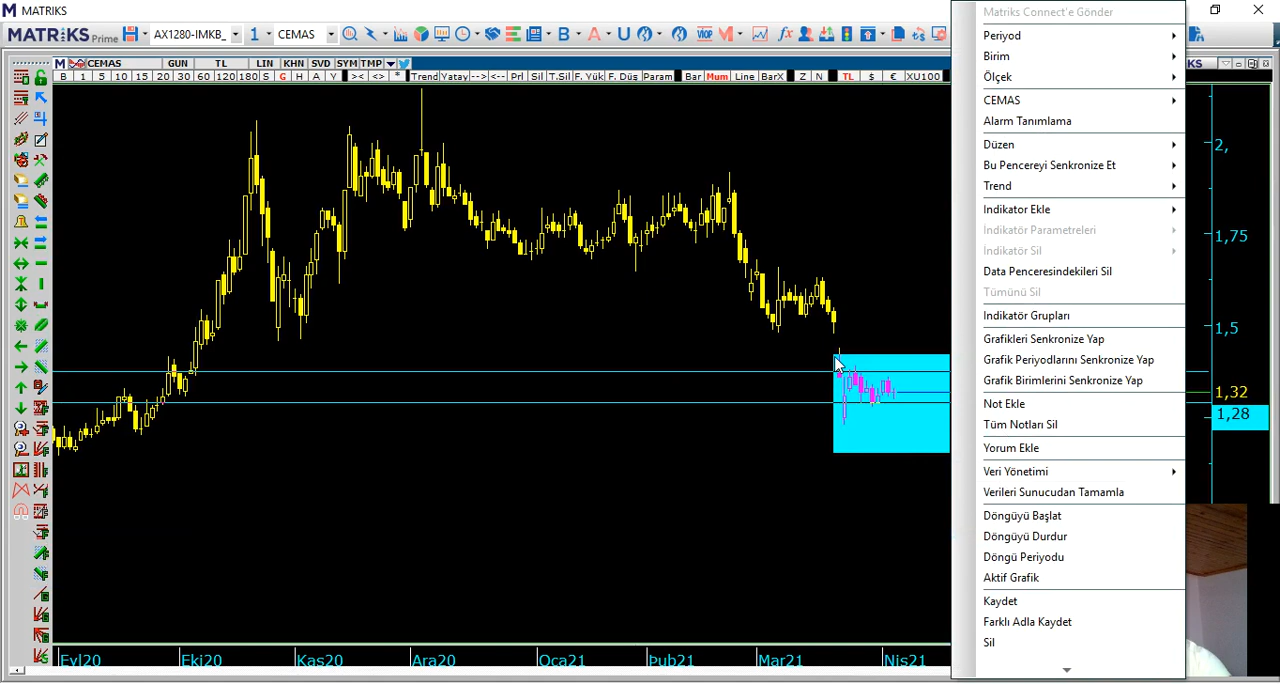 MATRIKS
MATRiKS Prime AX1280-IMKB_ 1 CEMAS B A U VIOP M fx
M CEMAS GUN TL LIN KHN SVD SYM TMP
B 1 5 10 15 20 30 60 120 180 S G H A Y >< <> * Trend Yatay --> <-- Prl Sil T.Sil F. Yük F. Düs Param Bar Mum Line BarX Z N TL $ € XU100
KS
Matriks Connect'e Gönder
Periyod
Birim
Ölçek
CEMAS
Alarm Tanımlama
Düzen
Bu Pencereyi Senkronize Et
Trend
Indikator Ekle
Indikatör Parametreleri
Indikatör Sil
Data Penceresindekileri Sil
Tümünü Sil
Indikatör Grupları
Grafikleri Senkronize Yap
Grafik Periyodlarını Senkronize Yap
Grafik Birimlerini Senkronize Yap
Not Ekle
Tüm Notları Sil
Yorum Ekle
Veri Yönetimi
Verileri Sunucudan Tamamla
Döngüyü Başlat
Döngüyü Durdur
Döngü Periyodu
Aktif Grafik
Kaydet
Farklı Adla Kaydet
Sil
2,
1,75
1,5
1,32
1,28
Eyl20 Eki20 Kas20 Ara20 Oca21 Þub21 Mar21 Nis21